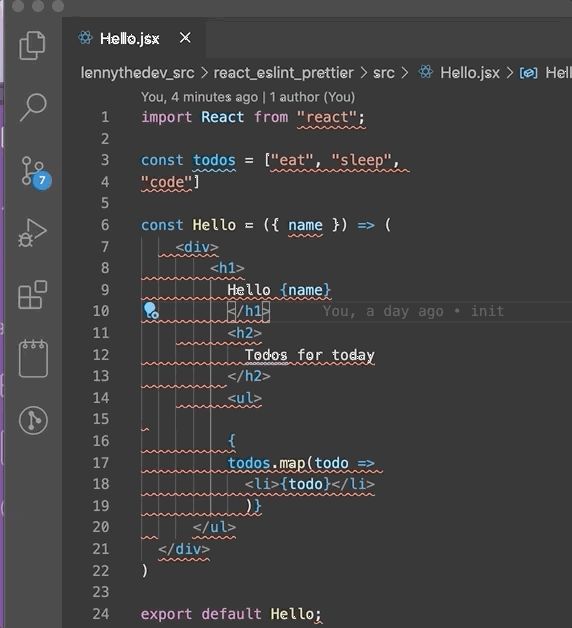 Hello.jsx
lennythedev_src > react_eslint_prettier > src > Hello.jsx > Hell
You, 4 minutes ago | 1 author (You)
1 import React from "react";
2
3 const todos = ["eat", "sleep",
4 "code"]
5
6 const Hello = ({ name }) => (
7 <div>
8 <h1>
9 Hello {name}
10 </h1> You, a day ago • init
11 <h2>
12 Todos for today
13 </h2>
14 <ul>
15
16 {
17 todos.map(todo =>
18 <li>{todo}</li>
19 )}
20 </ul>
21 </div>
22 )
23
24 export default Hello;
7